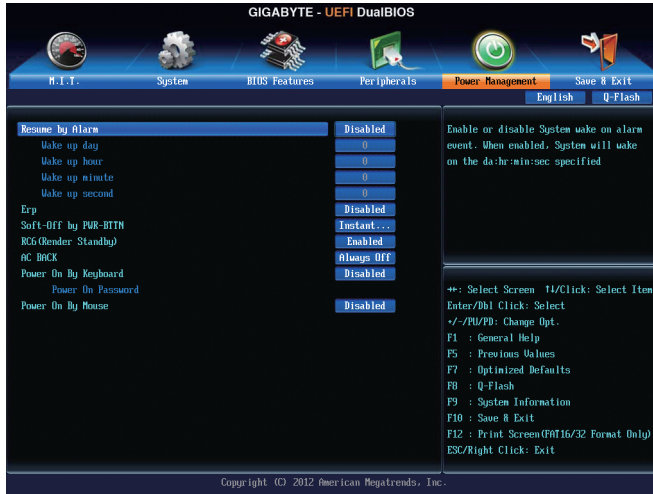 GIGABYTE - UEFI DualBIOS
M.I.T. System BIOS Features Peripherals Power Management Save & Exit
English Q-Flash
Resume by Alarm Disabled
Wake up day 0
Wake up hour 0
Wake up minute 0
Wake up second 0
Erp Disabled
Soft-Off by PWR-BTTN Instant...
RC6(Render Standby) Enabled
AC BACK Always Off
Power On By Keyboard Disabled
Power On Password
Power On By Mouse Disabled
Enable or disable System wake on alarm
event. When enabled, System will wake
on the da:hr:min:sec specified
→←: Select Screen ↑↓/Click: Select Item
Enter/Dbl Click: Select
+/-/PU/PD: Change Opt.
F1 : General Help
F5 : Previous Values
F7 : Optimized Defaults
F8 : Q-Flash
F9 : System Information
F10 : Save & Exit
F12 : Print Screen(FAT16/32 Format Only)
ESC/Right Click: Exit
Copyright (C) 2012 American Megatrends, Inc.